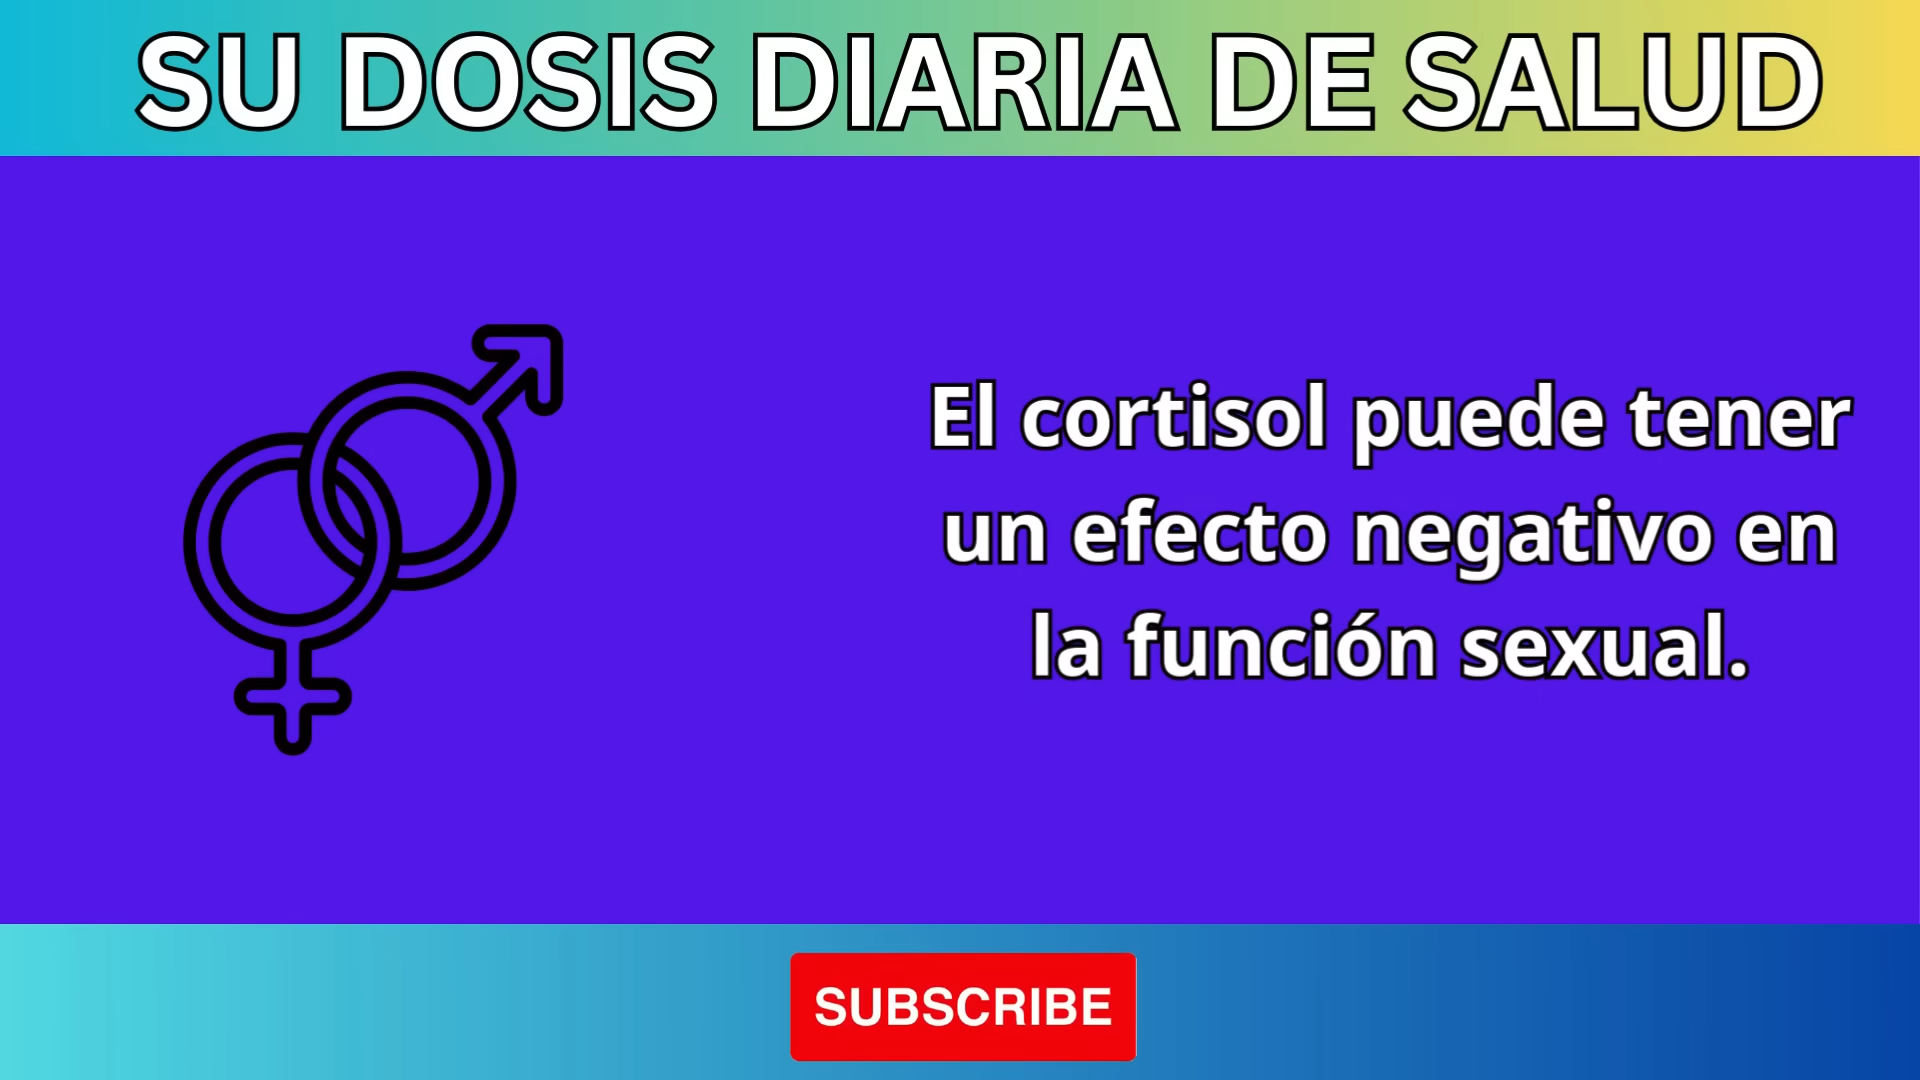 SU DOSIS DIARIA DE SALUD
El cortisol puede tener
un efecto negativo en
la función sexual.
SUBSCRIBE